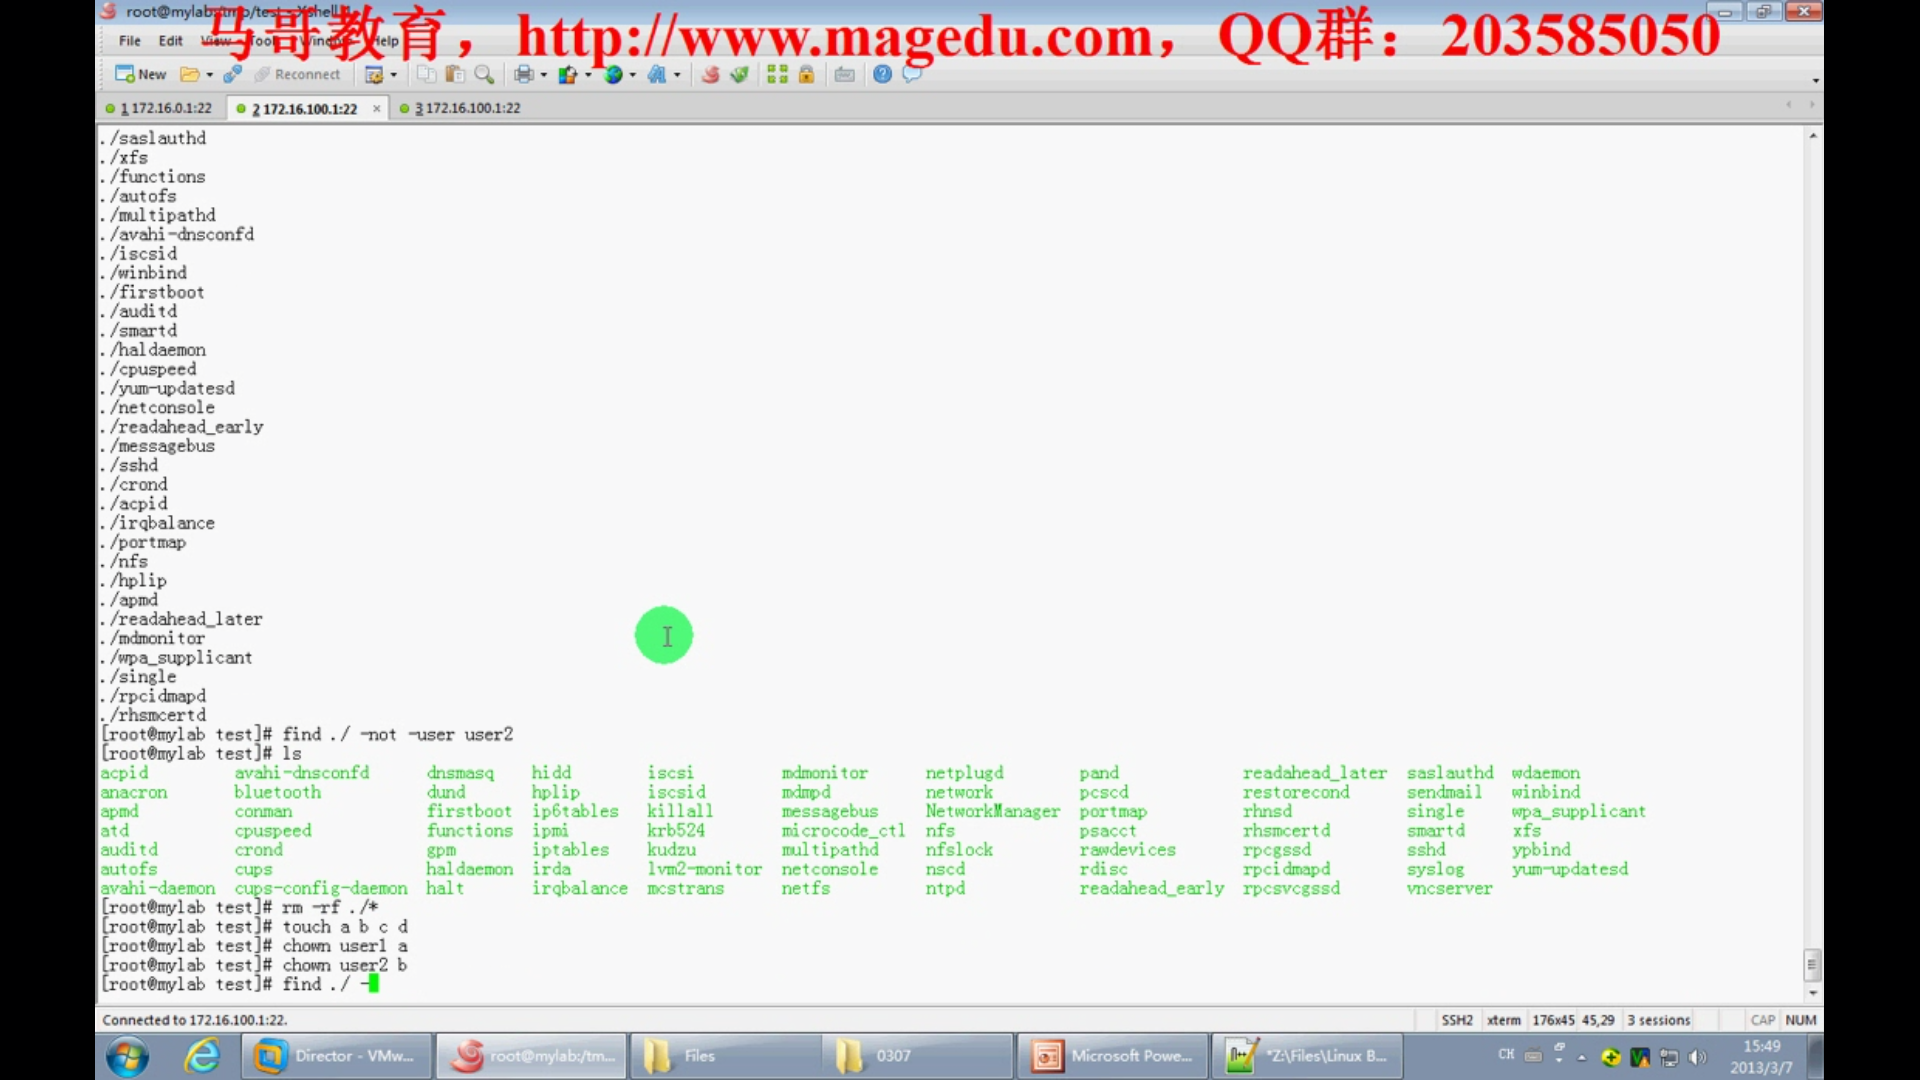 root@mylab:/tmp/test - Xshell 4
马哥教育，http://www.magedu.com，QQ群：203585050
File Edit View Tools Window Help
New Reconnect
1 172.16.0.1:22 2 172.16.100.1:22 3 172.16.100.1:22
./saslauthd
./xfs
./functions
./autofs
./multipathd
./avahi-dnsconfd
./iscsid
./winbind
./firstboot
./auditd
./smartd
./haldaemon
./cpuspeed
./yum-updatesd
./netconsole
./readahead_early
./messagebus
./sshd
./crond
./acpid
./irqbalance
./portmap
./nfs
./hplip
./apmd
./readahead_later
./mdmonitor
./wpa_supplicant
./single
./rpcidmapd
./rhsmcertd
[root@mylab test]# find ./ -not -user user2
[root@mylab test]# ls
acpid avahi-dnsconfd dnsmasq hidd iscsi mdmonitor netplugd pand readahead_later saslauthd wdaemon
anacron bluetooth dund hplip iscsid mdmpd network pcscd restorecond sendmail winbind
apmd conman firstboot ip6tables killall messagebus NetworkManager portmap rhnsd single wpa_supplicant
atd cpuspeed functions ipmi krb524 microcode_ctl nfs psacct rhsmcertd smartd xfs
auditd crond gpm iptables kudzu multipathd nfslock rawdevices rpcgssd sshd ypbind
autofs cups haldaemon irda lvm2-monitor netconsole nscd rdisc rpcidmapd syslog yum-updatesd
avahi-daemon cups-config-daemon halt irqbalance mcstrans netfs ntpd readahead_early rpcsvcgssd vncserver
[root@mylab test]# rm -rf ./*
[root@mylab test]# touch a b c d
[root@mylab test]# chown user1 a
[root@mylab test]# chown user2 b
[root@mylab test]# find ./ -
Connected to 172.16.100.1:22. SSH2 xterm 176x45 45,29 3 sessions CAP NUM
Director - VMw... root@mylab:/tm... Files 0307 Microsoft Powe... *Z:\Files\Linux B... CH 15:49
2013/3/7